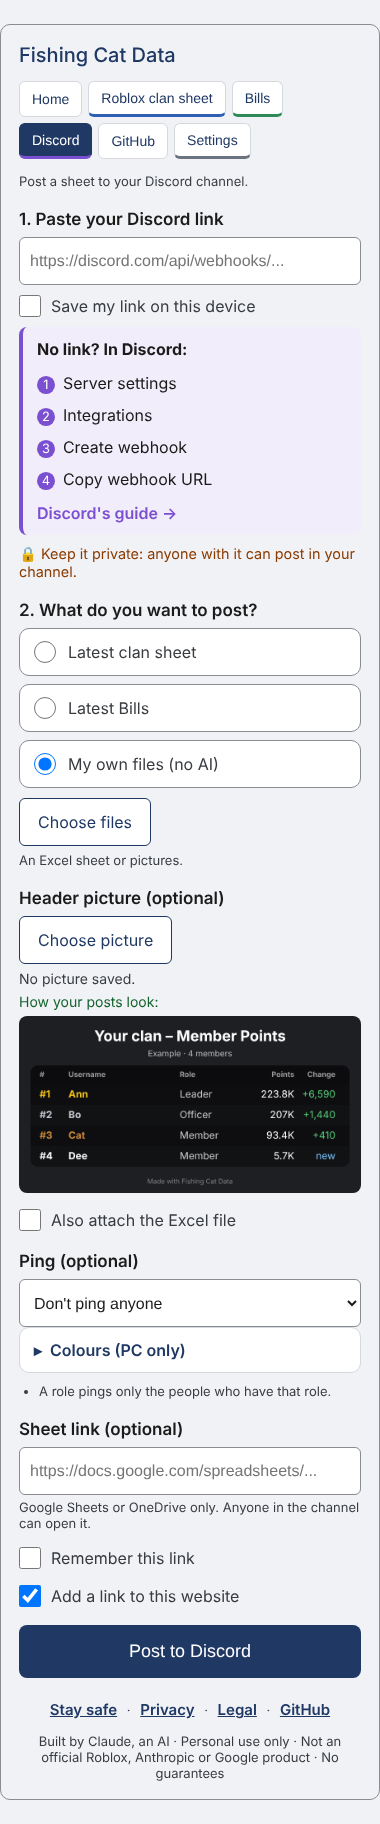 Fishing Cat Data
Home
Roblox clan sheet
Bills
Discord
GitHub
Settings
Post a sheet to your Discord channel.
1. Paste your Discord link
https://discord.com/api/webhooks/...
Save my link on this device
No link? In Discord:
1 Server settings
2 Integrations
3 Create webhook
4 Copy webhook URL
Discord's guide →
🔒 Keep it private: anyone with it can post in your
channel.
2. What do you want to post?
Latest clan sheet
Latest Bills
My own files (no AI)
Choose files
An Excel sheet or pictures.
Header picture (optional)
Choose picture
No picture saved.
How your posts look:
Your clan – Member Points
Example · 4 members
# Username Role Points Change
#1 Ann Leader 223.8K +6,590
#2 Bo Officer 207K +1,440
#3 Cat Member 93.4K +410
#4 Dee Member 5.7K new
Made with Fishing Cat Data
Also attach the Excel file
Ping (optional)
Don't ping anyone
▸ Colours (PC only)
• A role pings only the people who have that role.
Sheet link (optional)
https://docs.google.com/spreadsheets/...
Google Sheets or OneDrive only. Anyone in the channel
can open it.
Remember this link
Add a link to this website
Post to Discord
Stay safe · Privacy · Legal · GitHub
Built by Claude, an AI · Personal use only · Not an
official Roblox, Anthropic or Google product · No
guarantees